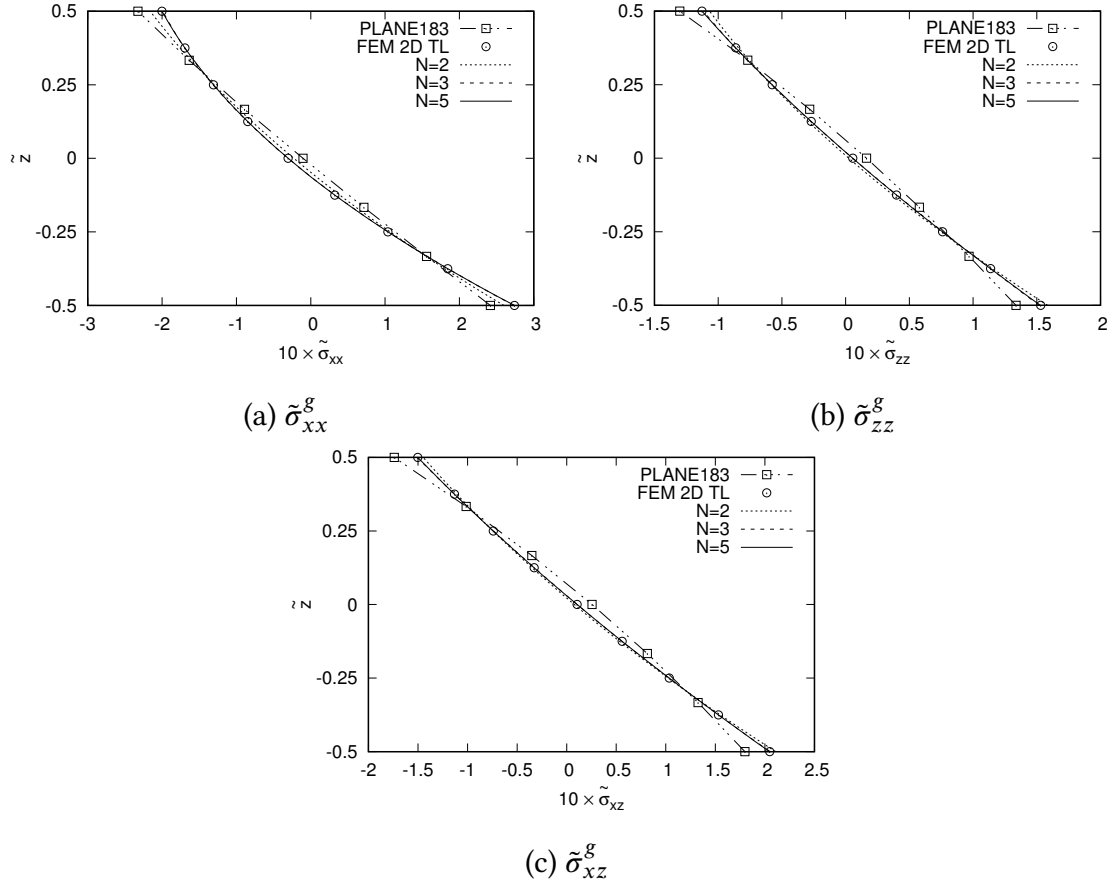 PLANE183
FEM 2D TL
N=2
N=3
N=5
0.5
0.25
0
-0.25
-0.5
z̃
-3 -2 -1 0 1 2 3
10 × σ̃xx
(a) σ̃^g_xx
PLANE183
FEM 2D TL
N=2
N=3
N=5
0.5
0.25
0
-0.25
-0.5
z̃
-1.5 -1 -0.5 0 0.5 1 1.5 2
10 × σ̃zz
(b) σ̃^g_zz
PLANE183
FEM 2D TL
N=2
N=3
N=5
0.5
0.25
0
-0.25
-0.5
z̃
-2 -1.5 -1 -0.5 0 0.5 1 1.5 2 2.5
10 × σ̃xz
(c) σ̃^g_xz